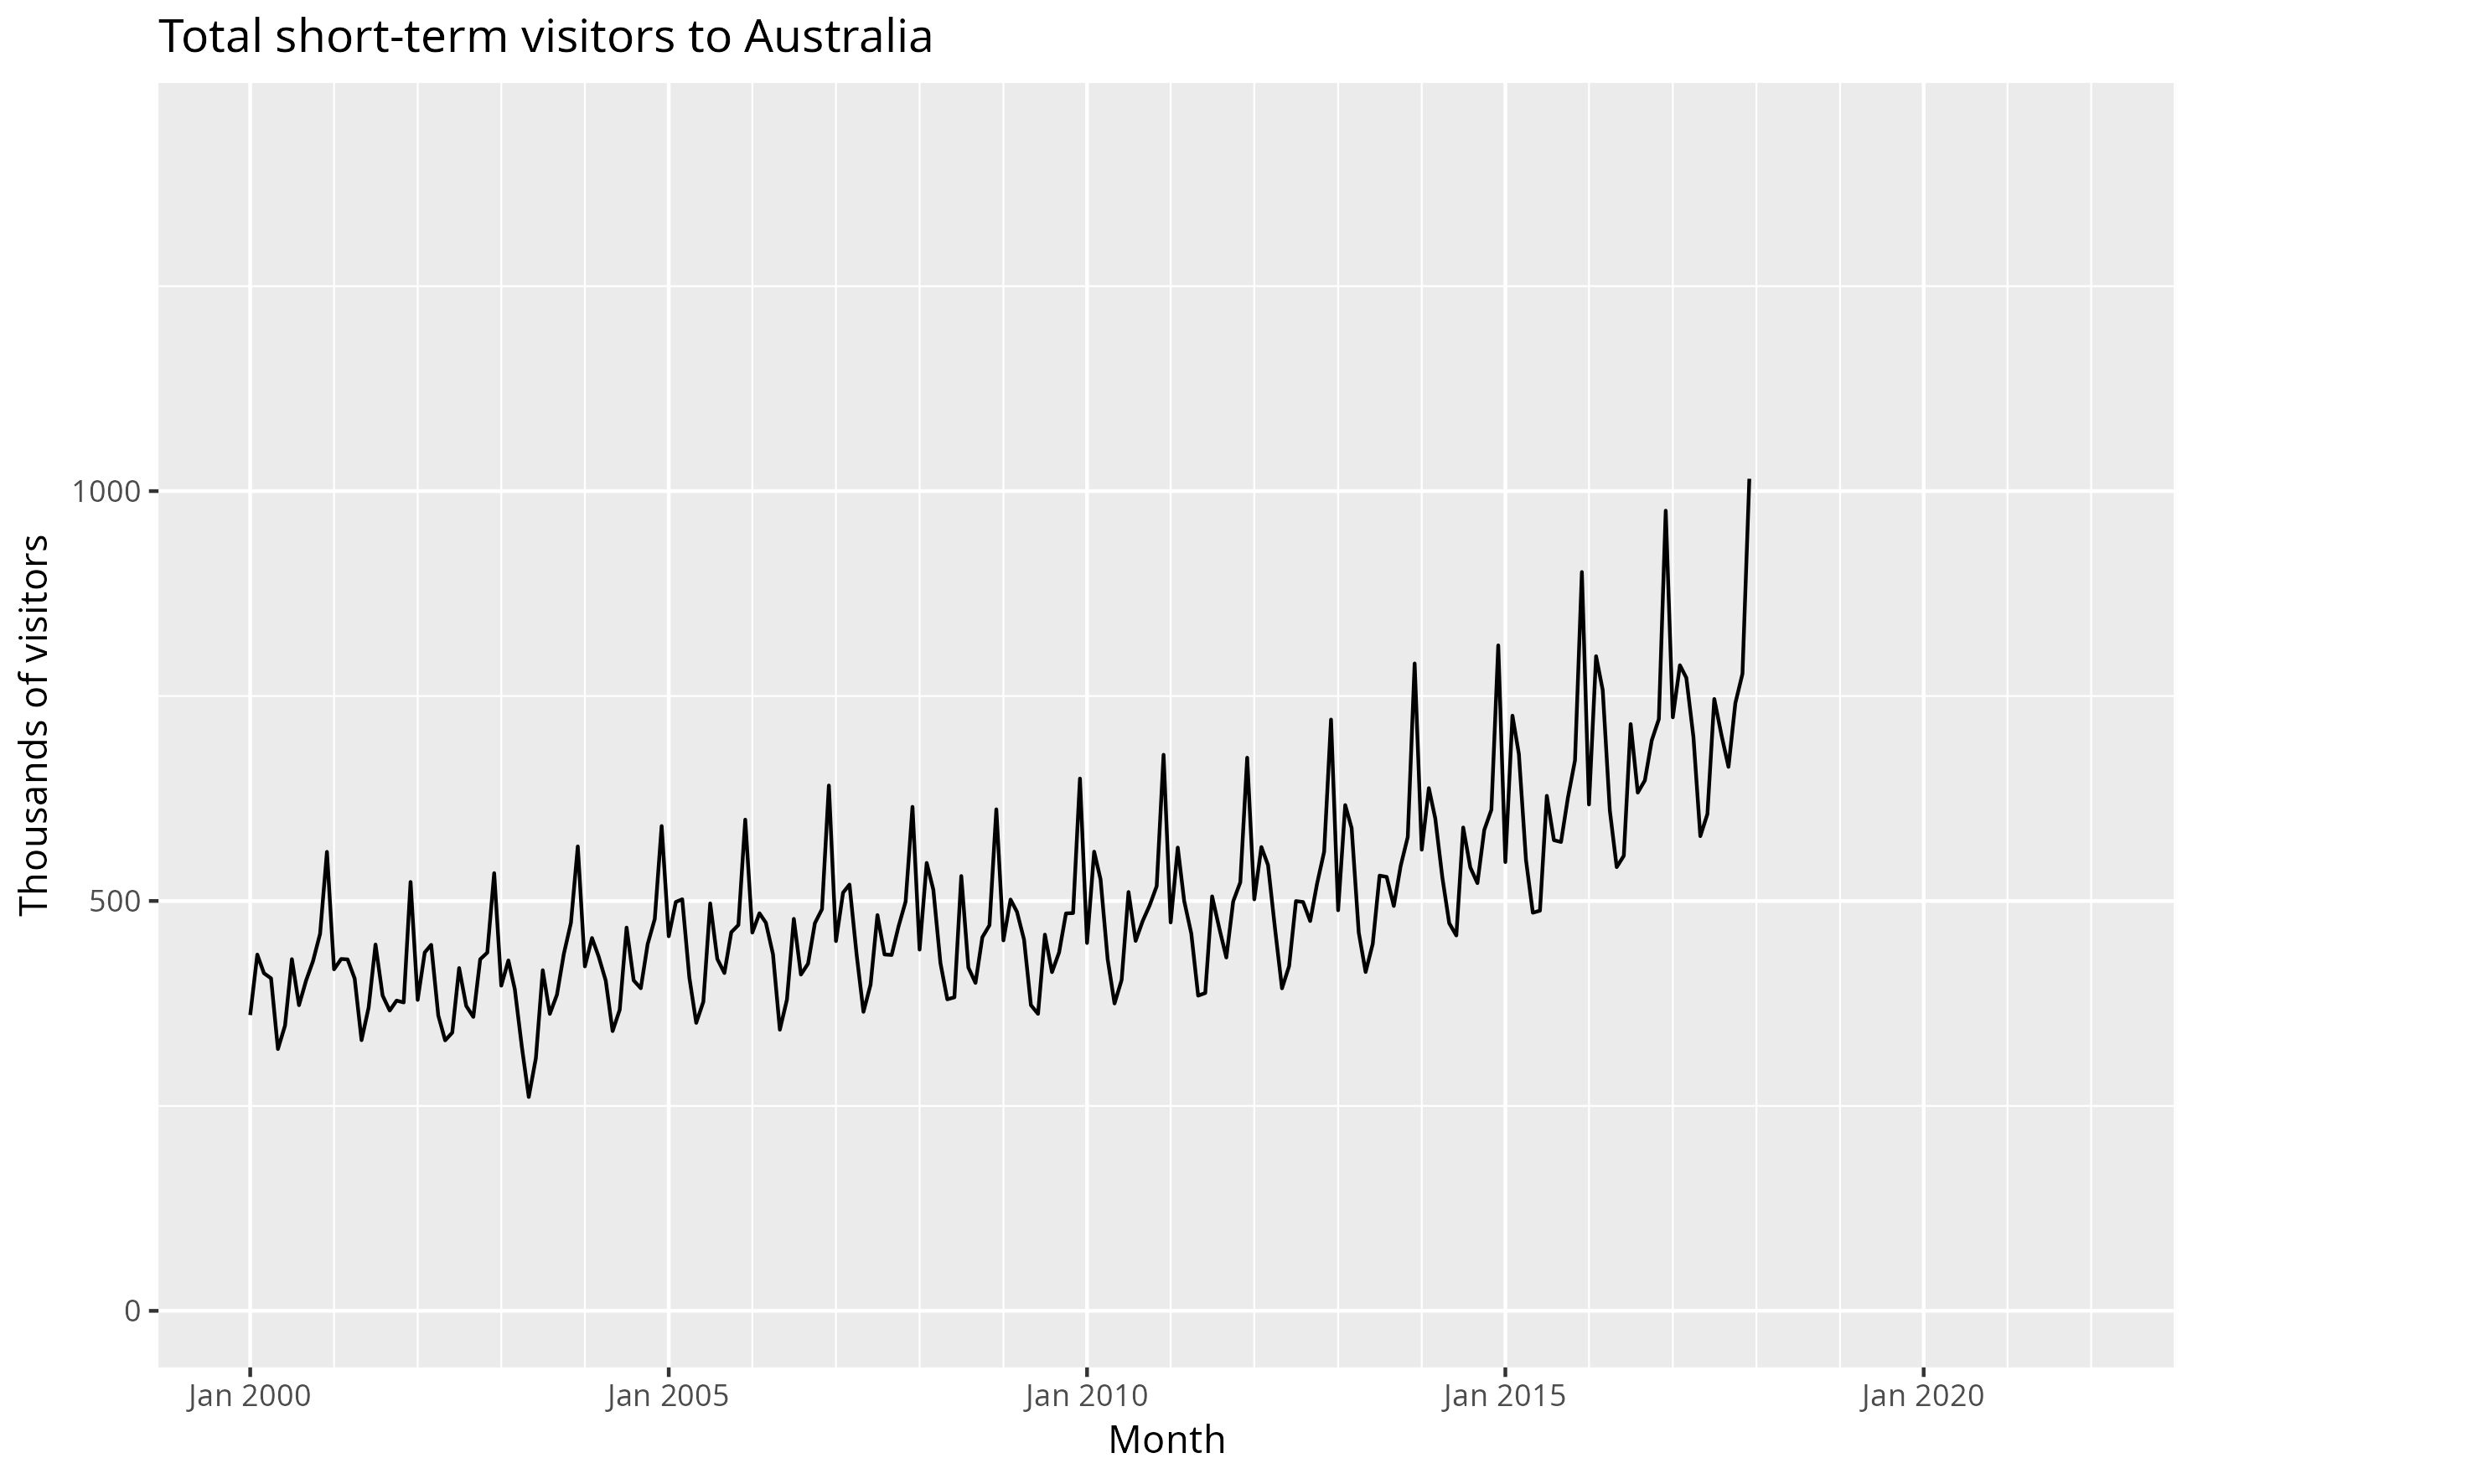 Total short-term visitors to Australia
Thousands of visitors
1000
500
0
Jan 2000
Jan 2005
Jan 2010
Jan 2015
Jan 2020
Month